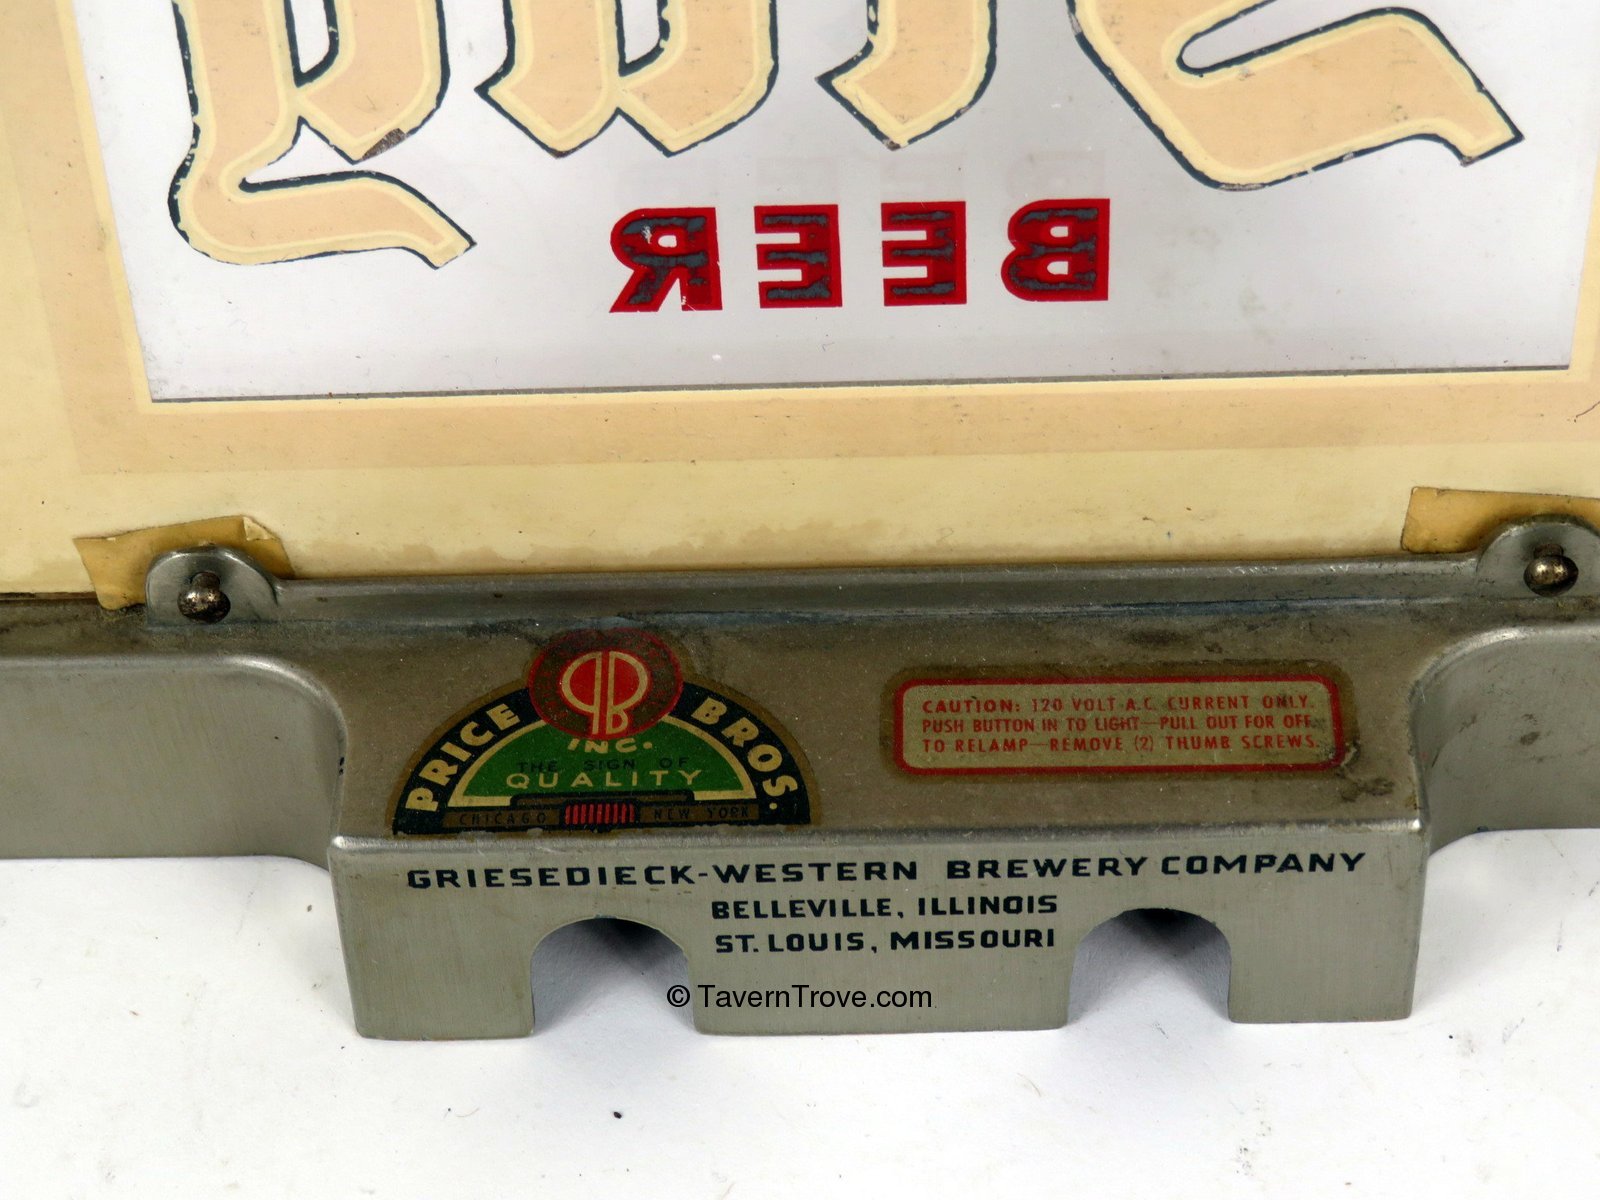 BEER
PRICE BROS.
PB
INC.
THE SIGN OF
QUALITY
CHICAGO NEW YORK
CAUTION: 120 VOLT A.C. CURRENT ONLY.
PUSH BUTTON IN TO LIGHT—PULL OUT FOR OFF.
TO RELAMP—REMOVE (2) THUMB SCREWS.
GRIESEDIECK-WESTERN BREWERY COMPANY
BELLEVILLE, ILLINOIS
ST. LOUIS, MISSOURI
© TavernTrove.com